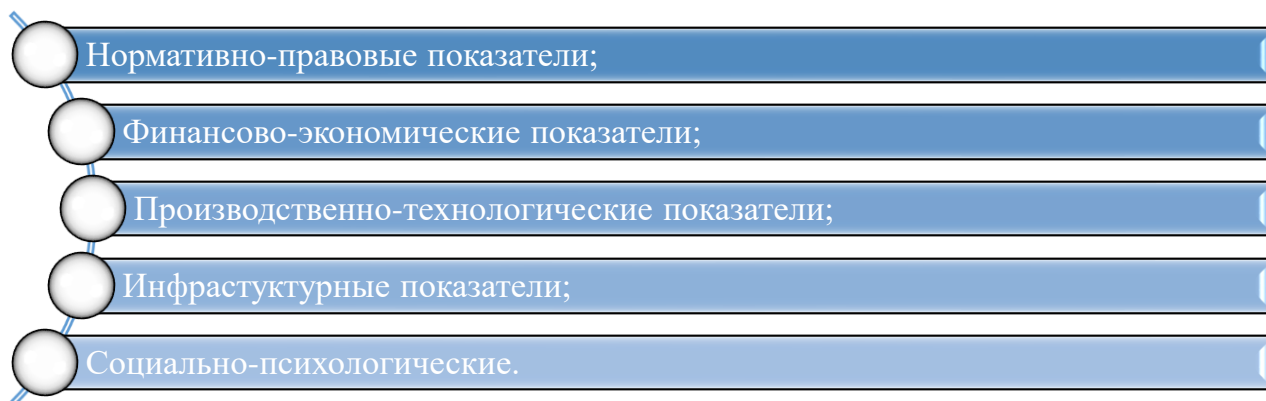 Нормативно-правовые показатели;
Финансово-экономические показатели;
Производственно-технологические показатели;
Инфрастуктурные показатели;
Социально-психологические.